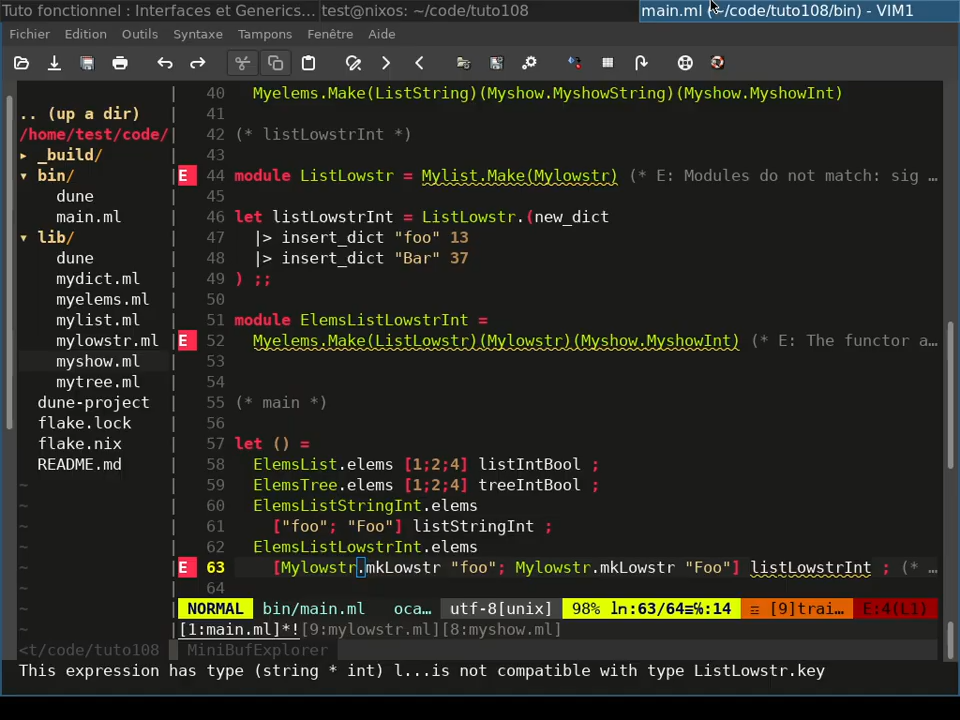 Tuto fonctionnel : Interfaces et Generics... test@nixos: ~/code/tuto108 main.ml (~/code/tuto108/bin) - VIM1
Fichier Edition Outils Syntaxe Tampons Fenêtre Aide
40 Myelems.Make(ListString)(Myshow.MyshowString)(Myshow.MyshowInt)
.. (up a dir) 41
/home/test/code/ 42 (* listLowstrInt *)
▸ _build/ 43
▾ bin/ E 44 module ListLowstr = Mylist.Make(Mylowstr) (* E: Modules do not match: sig …
dune 45
main.ml 46 let listLowstrInt = ListLowstr.(new_dict
▾ lib/ 47 |> insert_dict "foo" 13
dune 48 |> insert_dict "Bar" 37
mydict.ml 49 ) ;;
myelems.ml 50
mylist.ml 51 module ElemsListLowstrInt =
mylowstr.ml E 52 Myelems.Make(ListLowstr)(Mylowstr)(Myshow.MyshowInt) (* E: The functor a…
myshow.ml 53
mytree.ml 54
dune-project 55 (* main *)
flake.lock 56
flake.nix 57 let () =
README.md 58 ElemsList.elems [1;2;4] listIntBool ;
~ 59 ElemsTree.elems [1;2;4] treeIntBool ;
~ 60 ElemsListStringInt.elems
~ 61 ["foo"; "Foo"] listStringInt ;
~ 62 ElemsListLowstrInt.elems
~ E 63 [Mylowstr.mkLowstr "foo"; Mylowstr.mkLowstr "Foo"] listLowstrInt ; (* …
~ 64
~ NORMAL bin/main.ml oca… utf-8[unix] 98% ln:63/64≡℅:14 ☰ [9]trai… E:4(L1)
~ [1:main.ml]*![9:mylowstr.ml][8:myshow.ml]
<t/code/tuto108 MiniBufExplorer
This expression has type (string * int) l...is not compatible with type ListLowstr.key